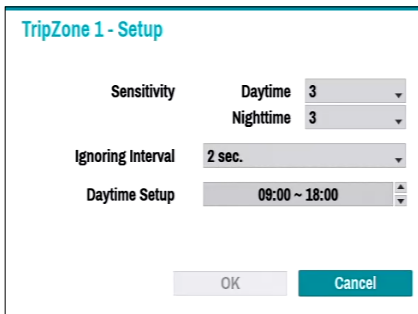 TripZone 1 - Setup
Sensitivity Daytime 3
Nighttime 3
Ignoring Interval 2 sec.
Daytime Setup 09:00 ~ 18:00
OK Cancel